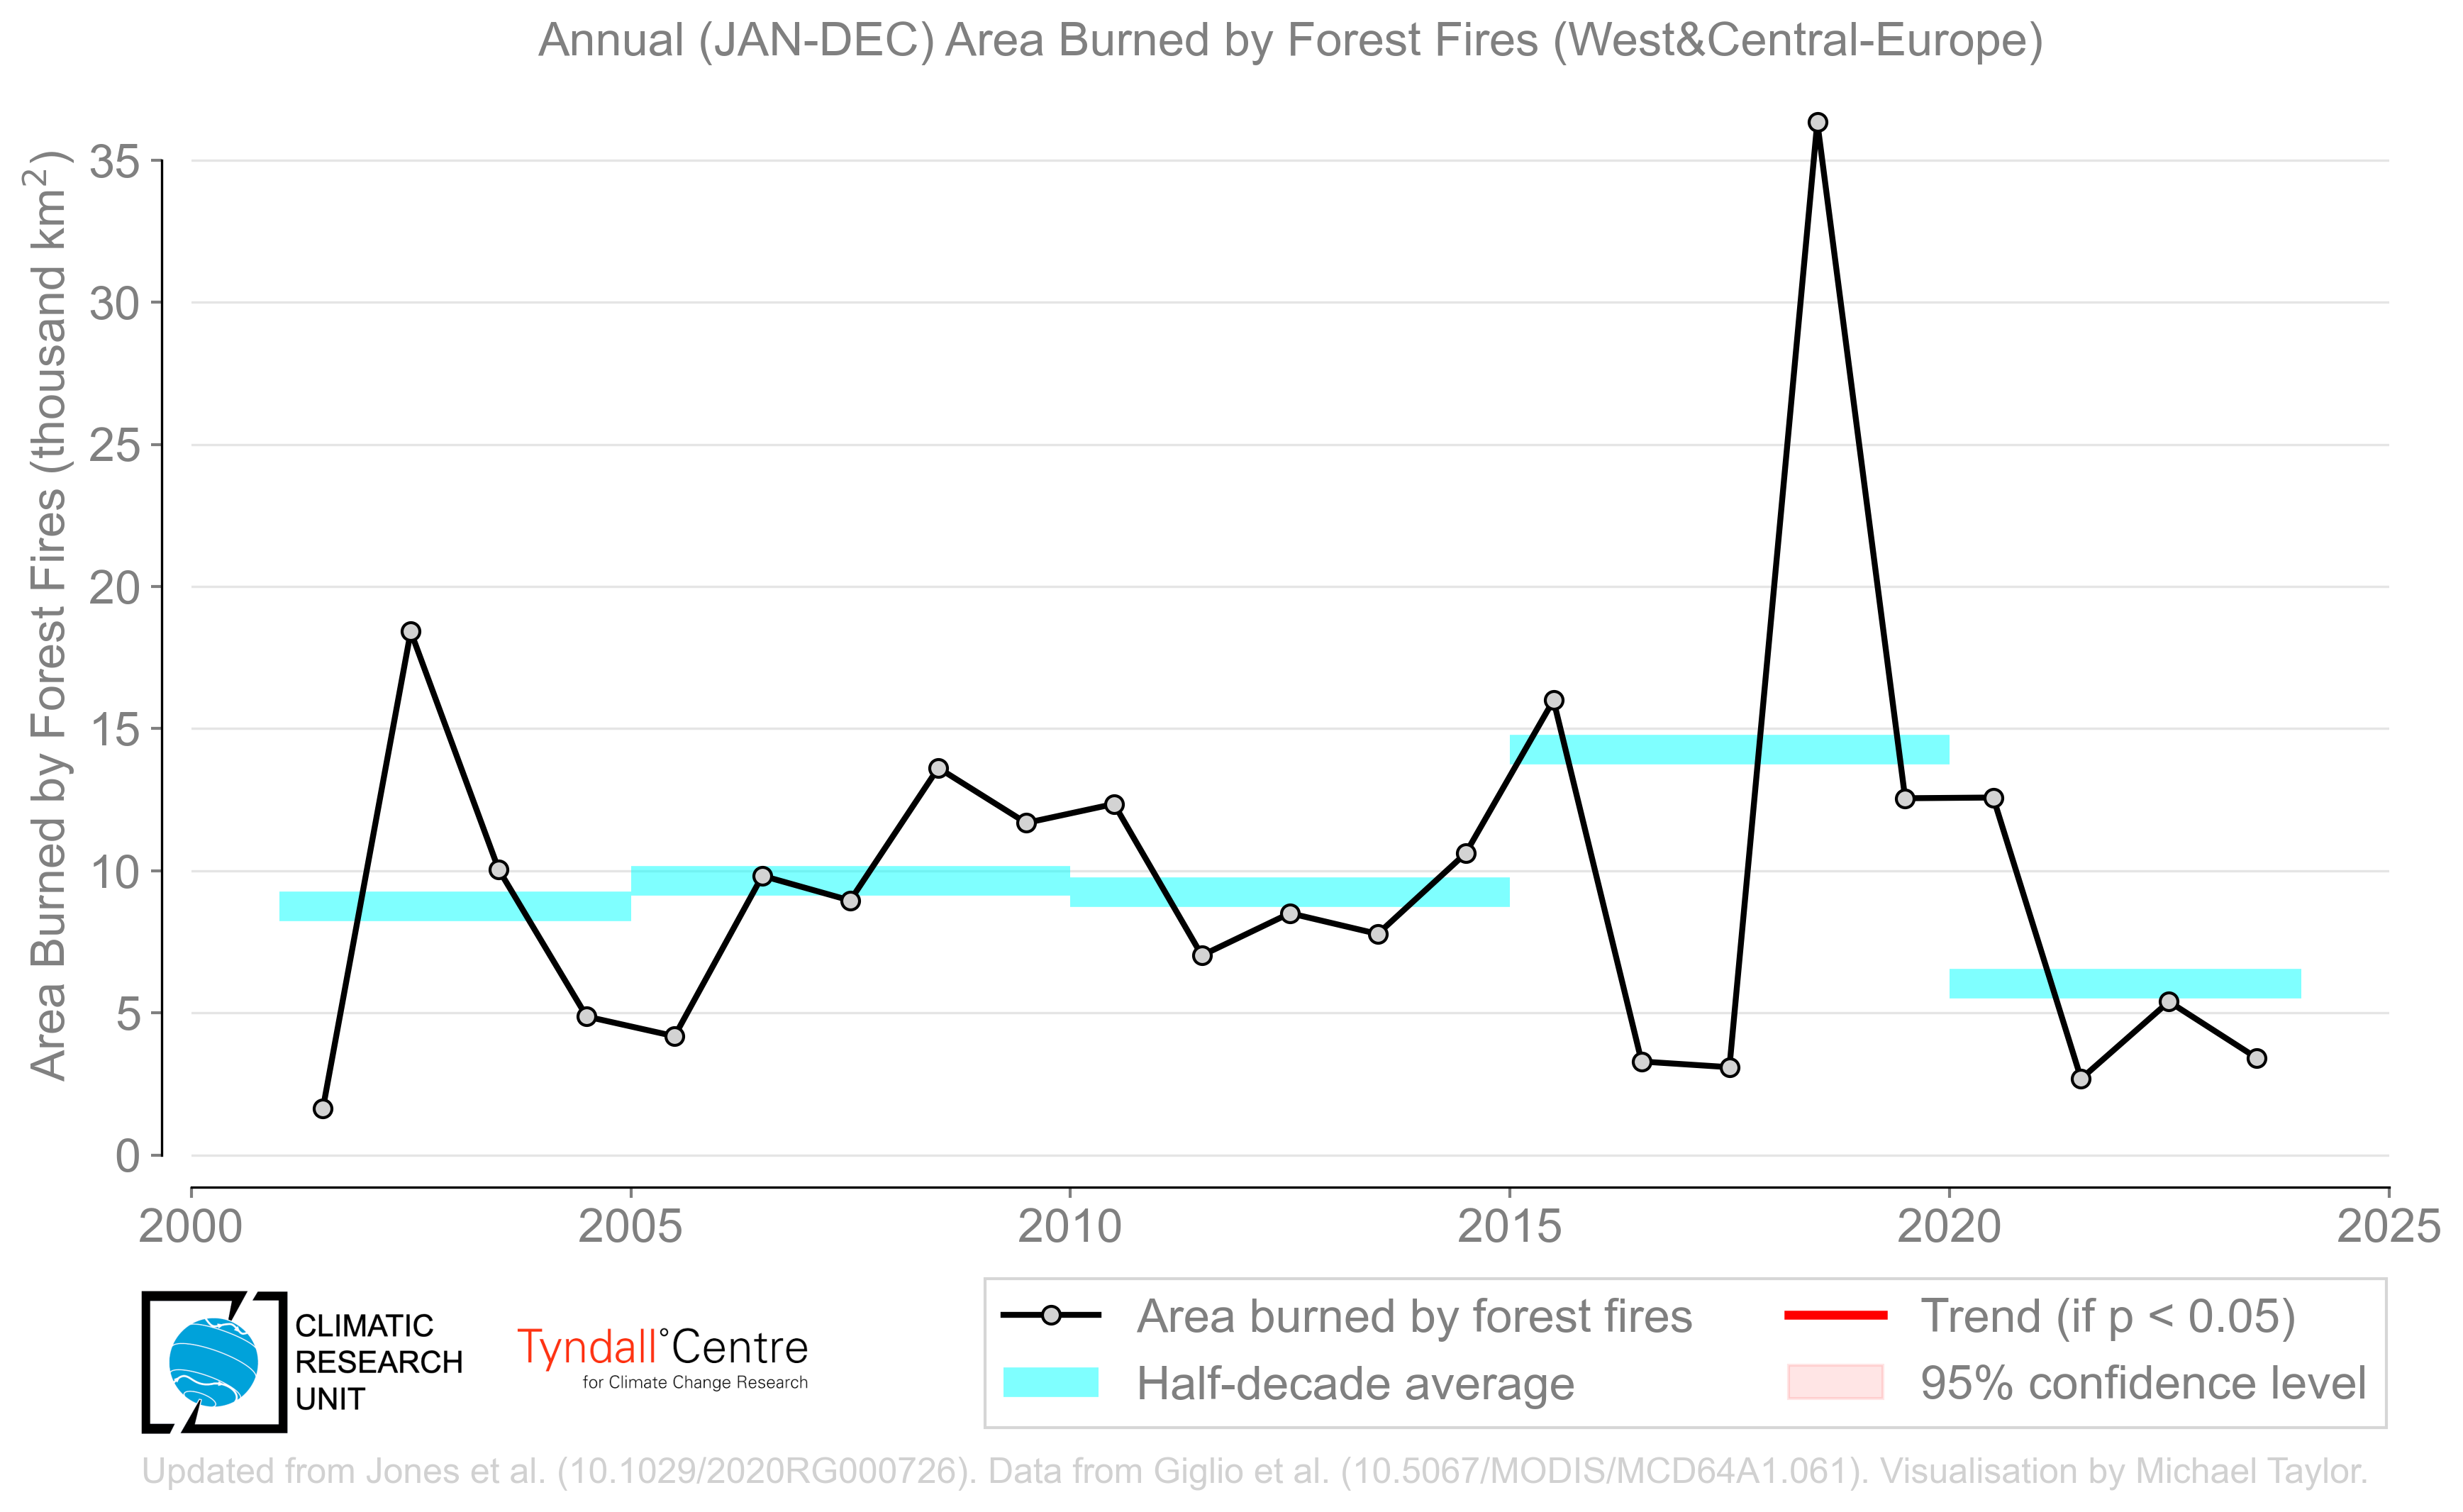 Annual (JAN-DEC) Area Burned by Forest Fires (West&Central-Europe)
Area Burned by Forest Fires (thousand km²)
35
30
25
20
15
10
5
0
2000 2005 2010 2015 2020 2025
CLIMATIC
RESEARCH
UNIT
Tyndall°Centre
for Climate Change Research
Area burned by forest fires
Half-decade average
Trend (if p < 0.05)
95% confidence level
Updated from Jones et al. (10.1029/2020RG000726). Data from Giglio et al. (10.5067/MODIS/MCD64A1.061). Visualisation by Michael Taylor.